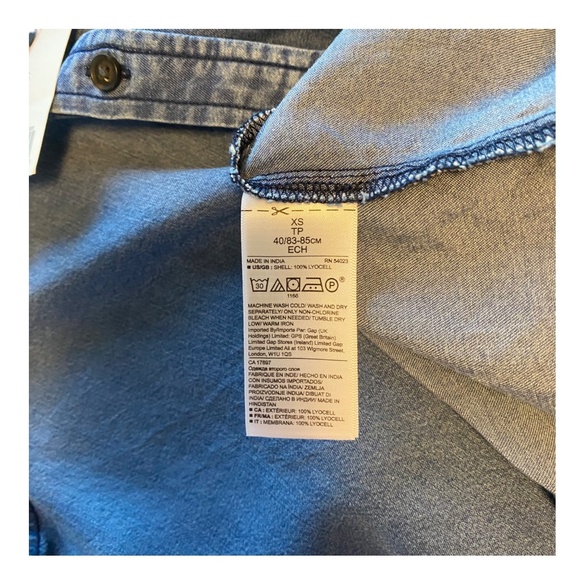 XS
TP
40/83-85CM
ECH
MADE IN INDIA RN 54023
■ US/GB : SHELL: 100% LYOCELL
30 P ®
1166
MACHINE WASH COLD/ WASH AND DRY
SEPARATELY/ ONLY NON-CHLORINE
BLEACH WHEN NEEDED/ TUMBLE DRY
LOW/ WARM IRON
Imported By/Importe Par: Gap (UK
Holdings) Limited: GPS (Great Britain)
Limited Gap Stores (Ireland) Limited Gap
Europe Limited All at 103 Wigmore Street,
London, W1U 1QS
CA 17897
Одежда второго слоя
FABRIQUE EN INDE/ HECHO EN INDIA
CON INSUMOS IMPORTADOS/
FABRICADO NA ÍNDIA/ ZEMLJA
PROIZVODNJE INDIJA/ DIBUAT DI
INDIA/ СДЕЛАНО В ИНДИИ/ MADE IN
HINDISTAN
■ CA : EXTÉRIEUR: 100% LYOCELL
■ FR/MA : EXTÉRIEUR: 100% LYOCELL
■ IT : MEMBRANA: 100% LYOCELL